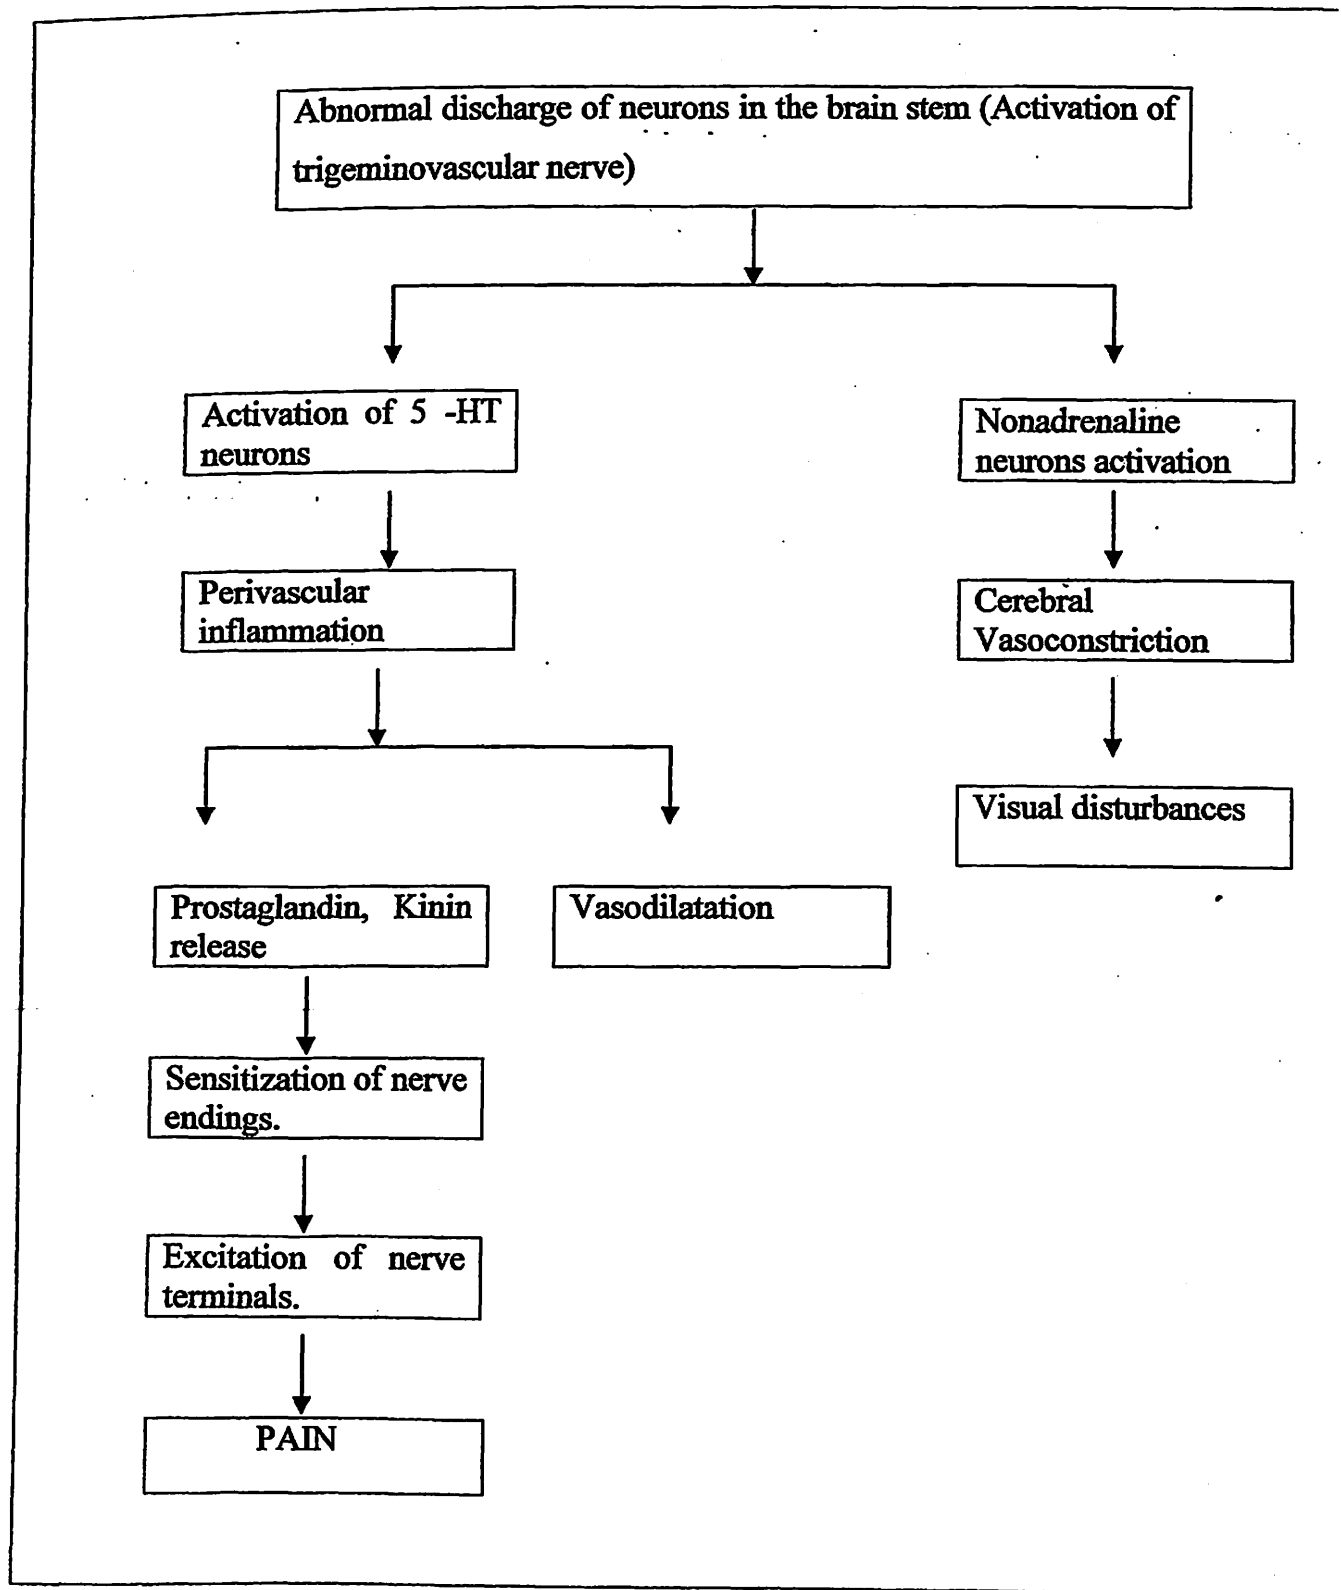 Abnormal discharge of neurons in the brain stem (Activation of
trigeminovascular nerve)
Activation of 5 -HT
neurons
Nonadrenaline
neurons activation
Perivascular
inflammation
Cerebral
Vasoconstriction
Visual disturbances
Prostaglandin, Kinin
release
Vasodilatation
Sensitization of nerve
endings.
Excitation of nerve
terminals.
PAIN